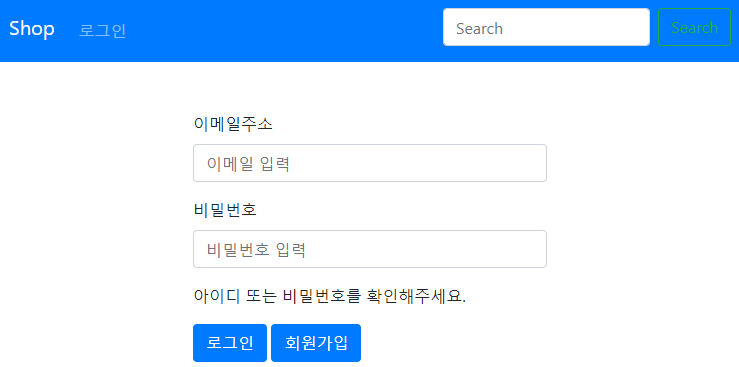 Shop 로그인 Search Search
이메일주소
이메일 입력
비밀번호
비밀번호 입력
아이디 또는 비밀번호를 확인해주세요.
로그인 회원가입